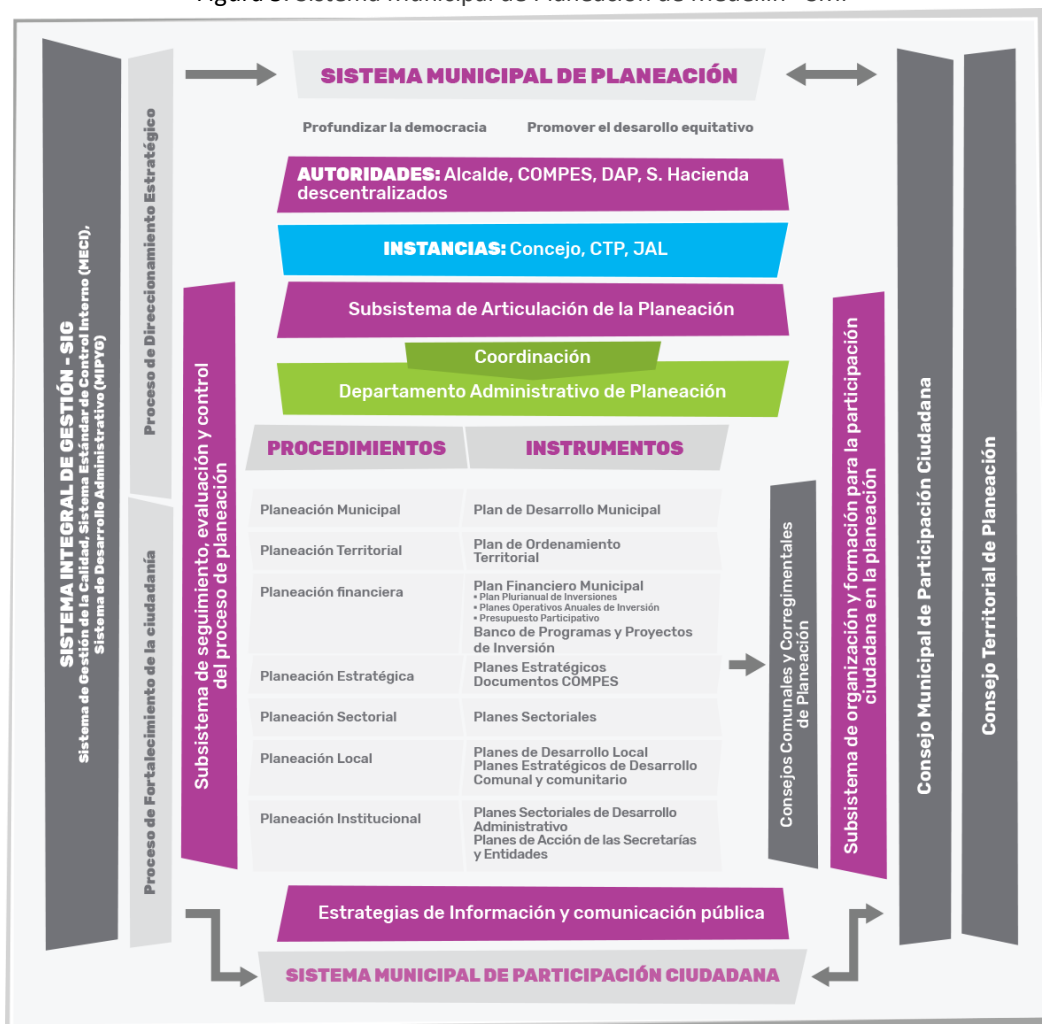 SISTEMA INTEGRAL DE GESTIÓN - SIG
Sistema de Gestión de la Calidad, Sistema Estándar de Control Interno (MECI),
Sistema de Desarrollo Administrativo (MIPYG)
Proceso de Direccionamiento Estratégico
Proceso de Fortalecimiento de la ciudadanía
Subsistema de seguimiento, evaluación y control
del proceso de planeación
SISTEMA MUNICIPAL DE PLANEACIÓN
Profundizar la democracia
Promover el desarollo equitativo
AUTORIDADES: Alcalde, COMPES, DAP, S. Hacienda
descentralizados
INSTANCIAS: Concejo, CTP, JAL
Subsistema de Articulación de la Planeación
Coordinación
Departamento Administrativo de Planeación
PROCEDIMIENTOS
INSTRUMENTOS
Planeación Municipal
Plan de Desarrollo Municipal
Planeación Territorial
Plan de Ordenamiento
Territorial
Planeación financiera
Plan Financiero Municipal
• Plan Plurianual de Inversiones
• Planes Operativos Anuales de Inversión
• Presupuesto Participativo
Banco de Programas y Proyectos
de Inversión
Planeación Estratégica
Planes Estratégicos
Documentos COMPES
Planeación Sectorial
Planes Sectoriales
Planeación Local
Planes de Desarrollo Local
Planes Estratégicos de Desarrollo
Comunal y comunitario
Planeación Institucional
Planes Sectoriales de Desarrollo
Administrativo
Planes de Acción de las Secretarías
y Entidades
Consejos Comunales y Corregimentales
de Planeación
Subsistema de organización y formación para la participación
ciudadana en la planeación
Consejo Municipal de Participación Ciudadana
Consejo Territorial de Planeación
Estrategias de Información y comunicación pública
SISTEMA MUNICIPAL DE PARTICIPACIÓN CIUDADANA